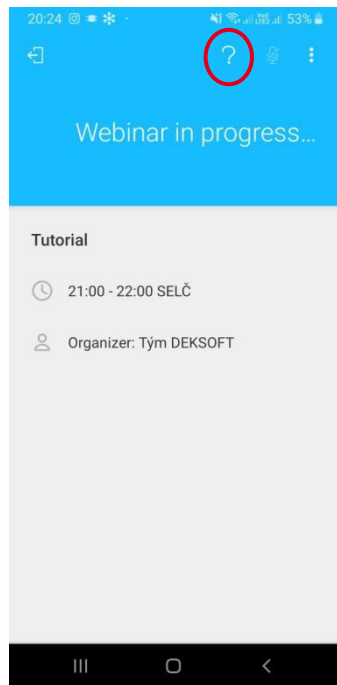 20:24
53%
?
Webinar in progress...
Tutorial
21:00 - 22:00 SELČ
Organizer: Tým DEKSOFT